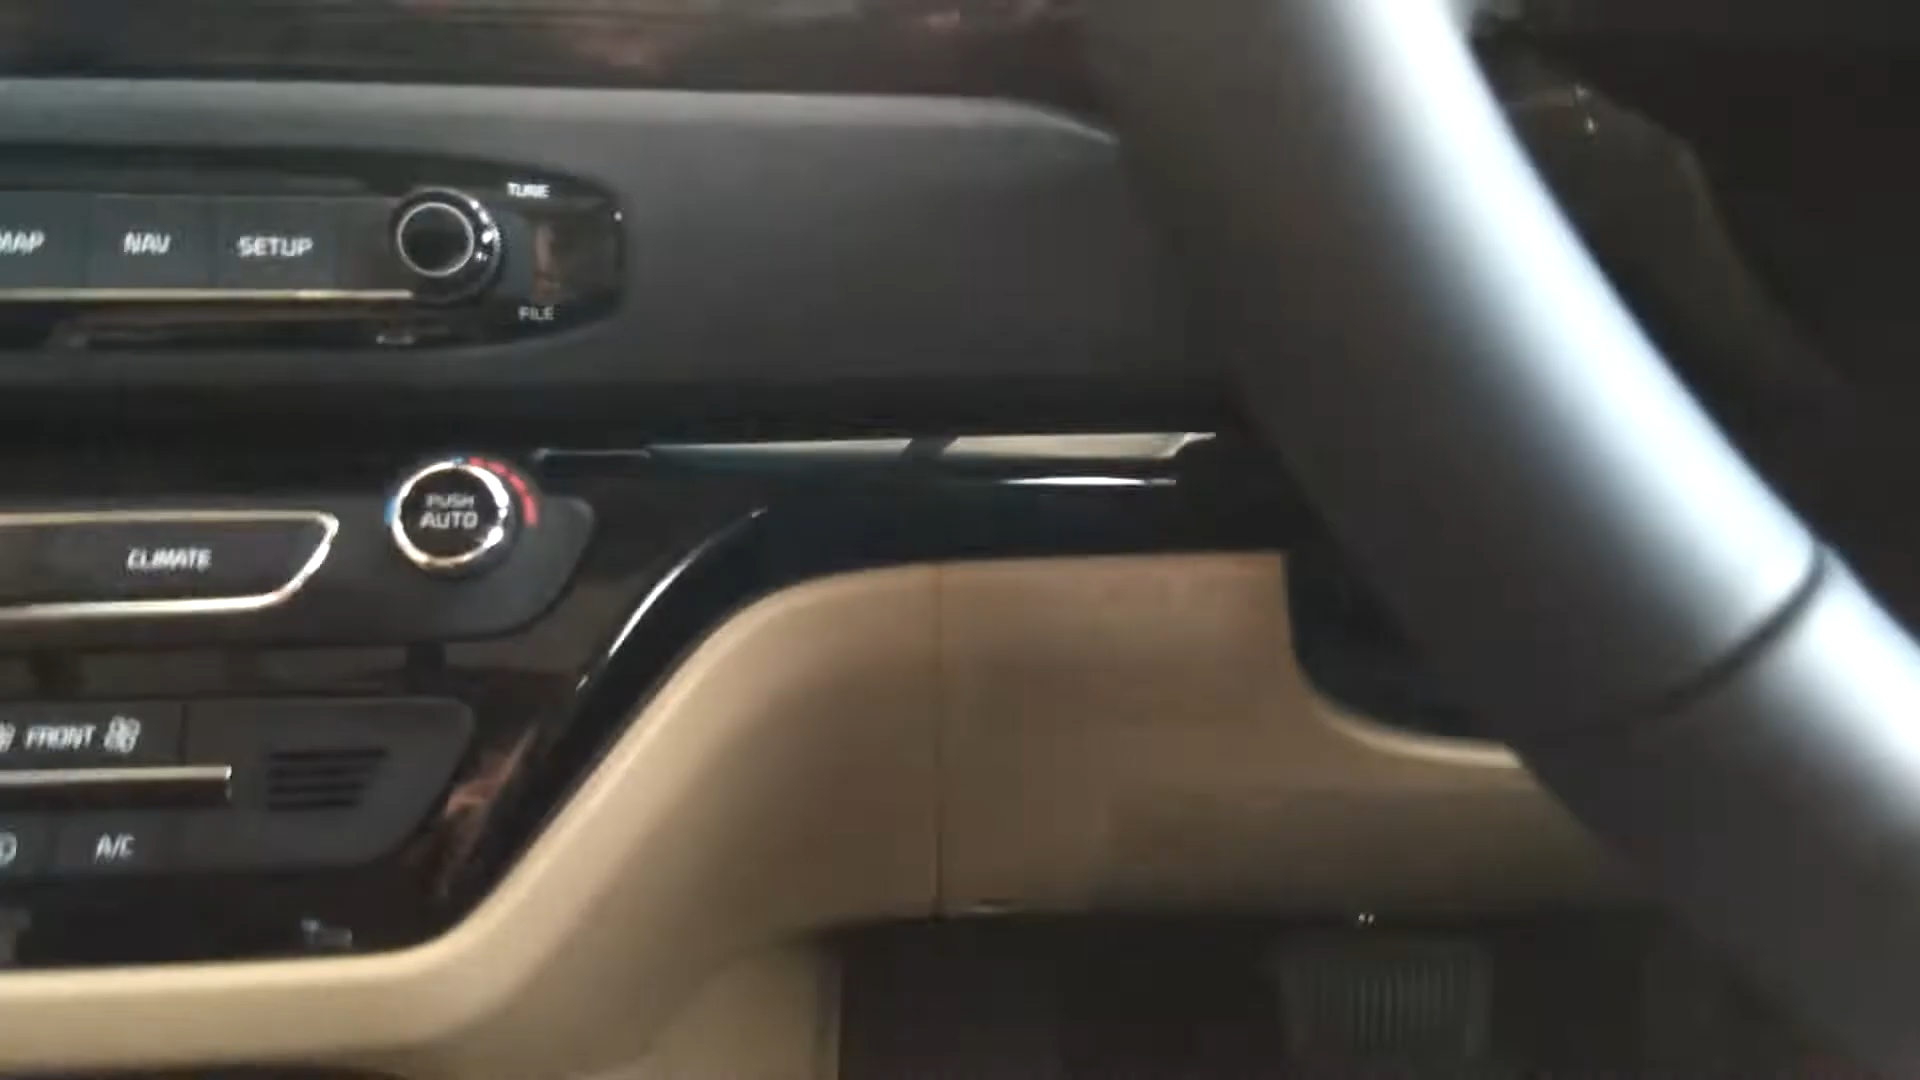 TUNE
MAP NAV SETUP
FILE
PUSH
AUTO
CLIMATE
FRONT
A/C